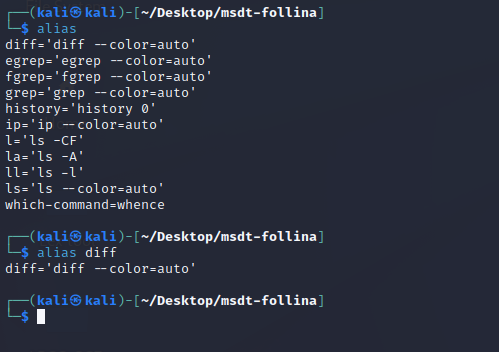 ┌──(kali㉿kali)-[~/Desktop/msdt-follina]
└─$ alias
diff='diff --color=auto'
egrep='egrep --color=auto'
fgrep='fgrep --color=auto'
grep='grep --color=auto'
history='history 0'
ip='ip --color=auto'
l='ls -CF'
la='ls -A'
ll='ls -l'
ls='ls --color=auto'
which-command=whence
┌──(kali㉿kali)-[~/Desktop/msdt-follina]
└─$ alias diff
diff='diff --color=auto'
┌──(kali㉿kali)-[~/Desktop/msdt-follina]
└─$